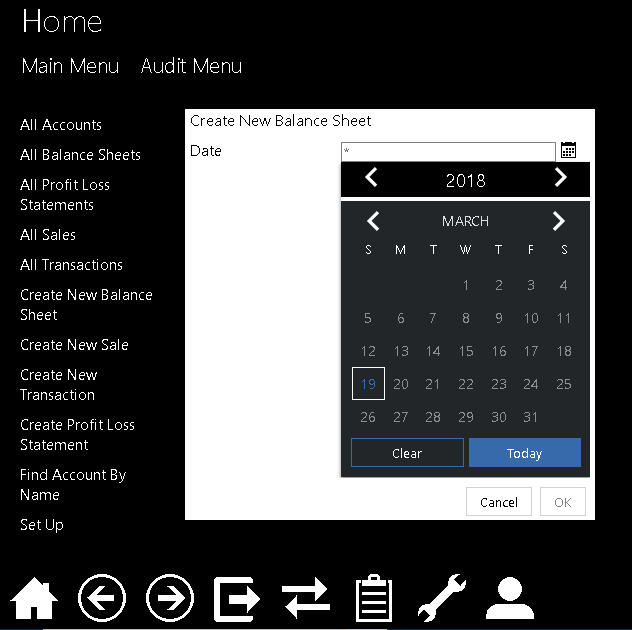 Home
Main Menu Audit Menu
All Accounts
All Balance Sheets
All Profit Loss
Statements
All Sales
All Transactions
Create New Balance
Sheet
Create New Sale
Create New
Transaction
Create Profit Loss
Statement
Find Account By
Name
Set Up
Create New Balance Sheet
Date *
2018
MARCH
S M T W T F S
1 2 3 4
5 6 7 8 9 10 11
12 13 14 15 16 17 18
19 20 21 22 23 24 25
26 27 28 29 30 31
Clear Today
Cancel OK